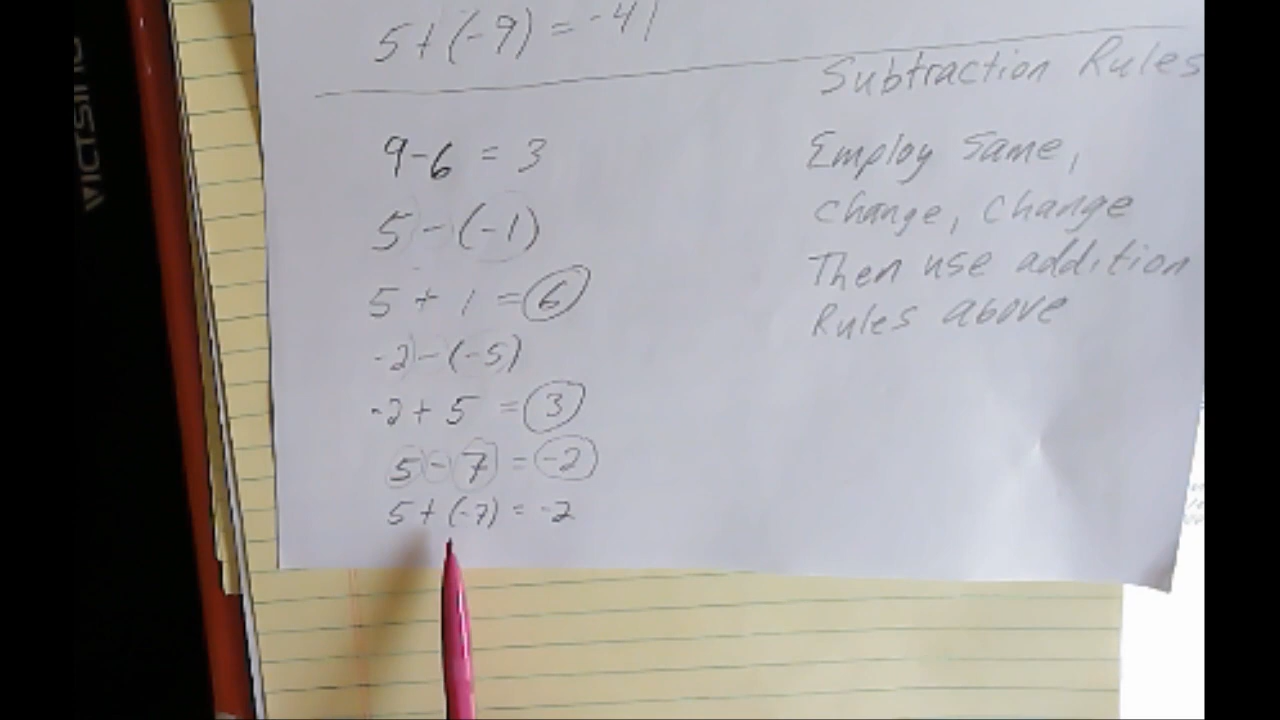 5+(-9) = -4
Subtraction Rules
9-6 = 3
Employ same,
change, change
5-(-1)
Then use addition
5 + 1 = 6
Rules above
-2-(-5)
-2+5 = 3
5-7 = -2
5+(-7) = -2
VICTSING